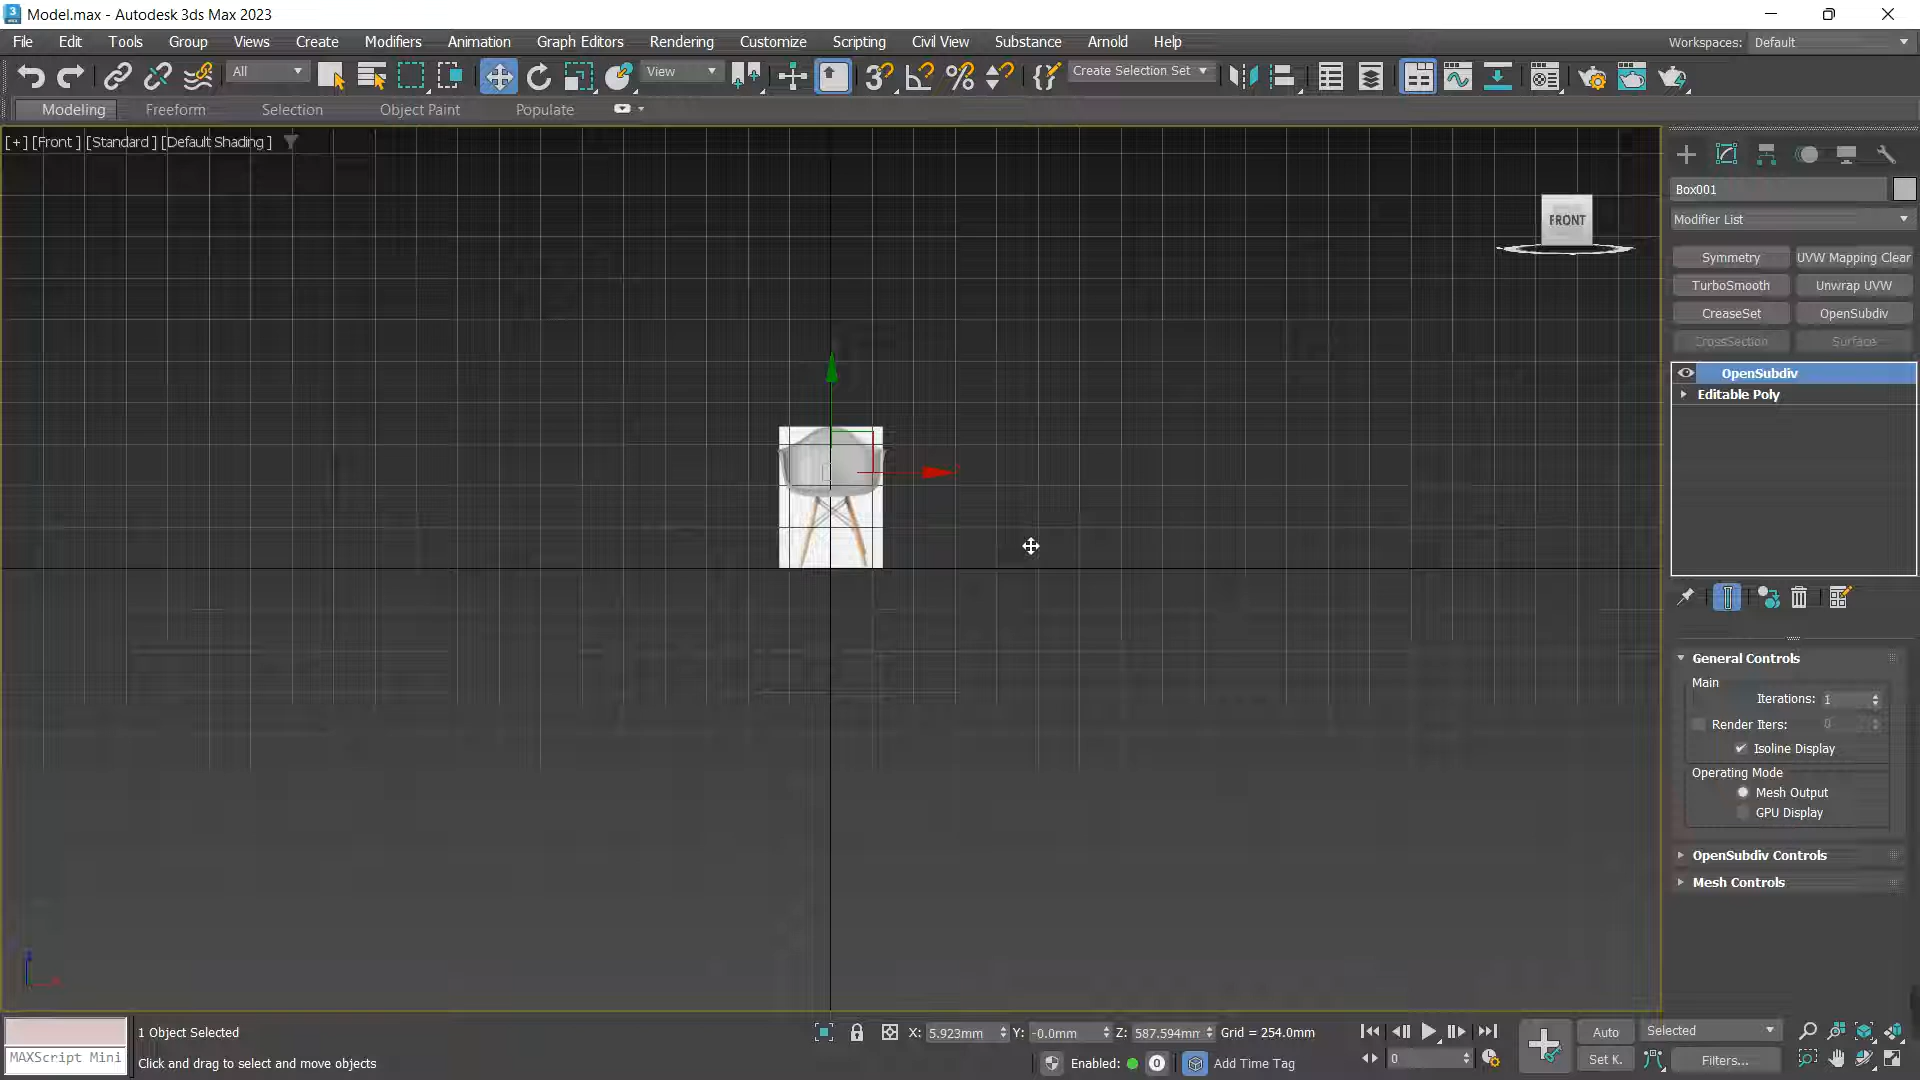 Model.max - Autodesk 3ds Max 2023
File Edit Tools Group Views Create Modifiers Animation Graph Editors Rendering Customize Scripting Civil View Substance Arnold Help Workspaces: Default
All View Create Selection Set
Modeling Freeform Selection Object Paint Populate
[+] [Front ] [Standard ] [Default Shading ]
FRONT
Box001
Modifier List
Symmetry UVW Mapping Clear
TurboSmooth Unwrap UVW
CreaseSet OpenSubdiv
CrossSection Surface
OpenSubdiv
Editable Poly
General Controls
Main
Iterations: 1
Render Iters: 0
Isoline Display
Operating Mode
Mesh Output
GPU Display
OpenSubdiv Controls
Mesh Controls
1 Object Selected
X: 5.923mm Y: -0.0mm Z: 587.594mm Grid = 254.0mm
Auto Selected
MAXScript Mini
Click and drag to select and move objects
Enabled: 0 Add Time Tag
0
Set K. Filters...